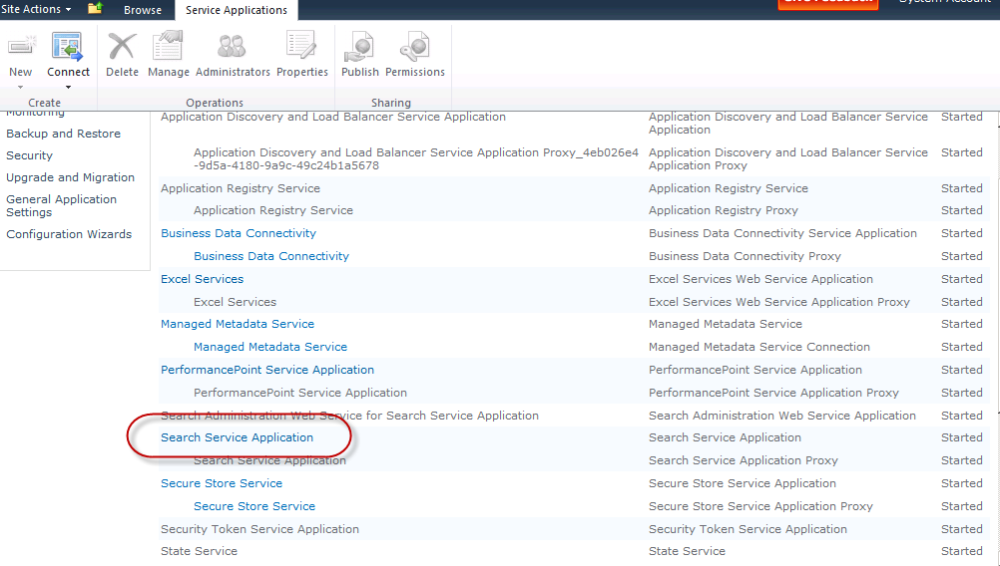 Site Actions Browse Service Applications System Account
New Connect Delete Manage Administrators Properties Publish Permissions
Create Operations Sharing
Monitoring
Backup and Restore
Security
Upgrade and Migration
General Application
Settings
Configuration Wizards
Application Discovery and Load Balancer Service Application Application Discovery and Load Balancer Service Started
Application
Application Discovery and Load Balancer Service Application Proxy_4eb026e4 Application Discovery and Load Balancer Service Started
-9d5a-4180-9a9c-49c24b1a5678 Application Proxy
Application Registry Service Application Registry Service Started
Application Registry Service Application Registry Proxy Started
Business Data Connectivity Business Data Connectivity Service Application Started
Business Data Connectivity Business Data Connectivity Proxy Started
Excel Services Excel Services Web Service Application Started
Excel Services Excel Services Web Service Application Proxy Started
Managed Metadata Service Managed Metadata Service Started
Managed Metadata Service Managed Metadata Service Connection Started
PerformancePoint Service Application PerformancePoint Service Application Started
PerformancePoint Service Application PerformancePoint Service Application Proxy Started
Search Administration Web Service for Search Service Application Search Administration Web Service Application Started
Search Service Application Search Service Application Started
Search Service Application Search Service Application Proxy Started
Secure Store Service Secure Store Service Application Started
Secure Store Service Secure Store Service Application Proxy Started
Security Token Service Application Security Token Service Application Started
State Service State Service Started